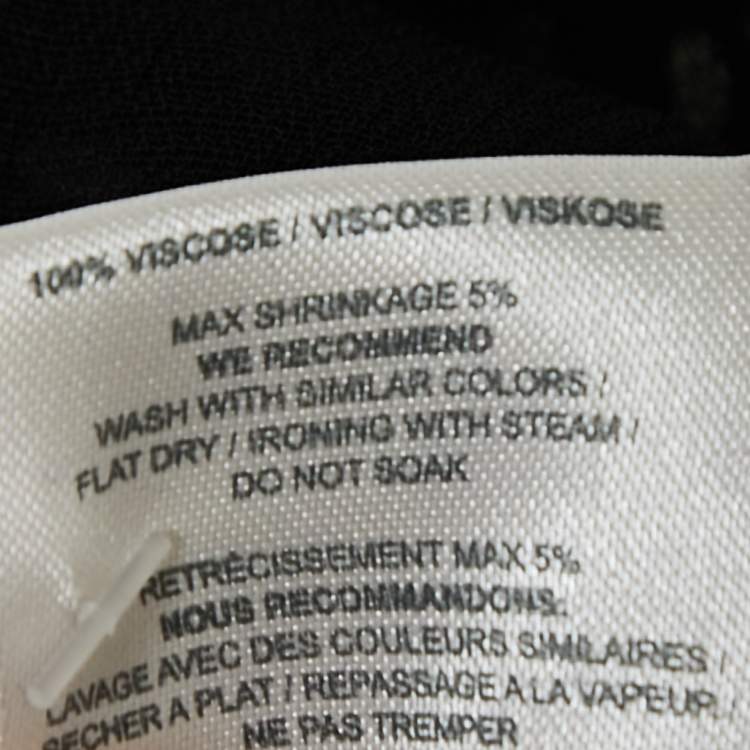 100% VISCOSE / VISCOSE / VISKOSE
MAX SHRINKAGE 5%
WE RECOMMEND
WASH WITH SIMILAR COLORS /
FLAT DRY / IRONING WITH STEAM /
DO NOT SOAK
RETRÉCISSEMENT MAX 5%
NOUS RECOMMANDONS:
LAVAGE AVEC DES COULEURS SIMILAIRES /
SECHER A PLAT / REPASSAGE A LA VAPEUR /
NE PAS TREMPER